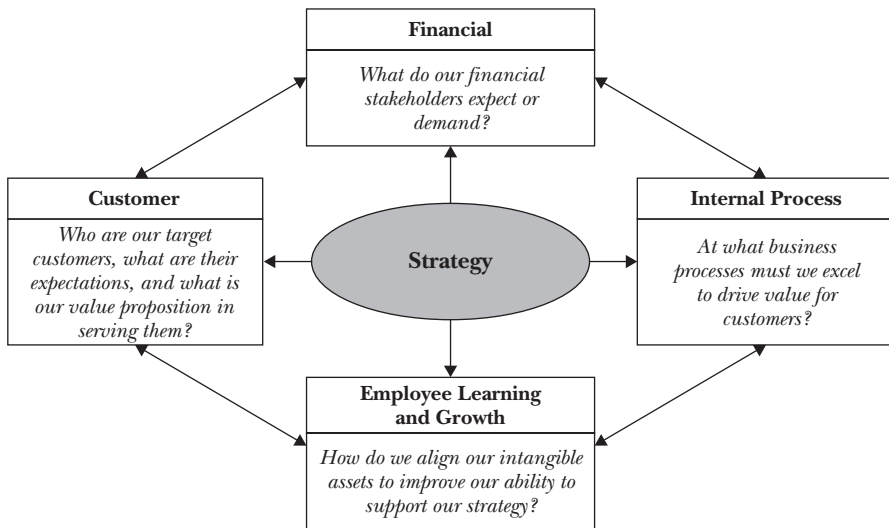 Financial
What do our financial
stakeholders expect or
demand?
Customer
Who are our target
customers, what are their
expectations, and what is
our value proposition in
serving them?
Strategy
Internal Process
At what business
processes must we excel
to drive value for
customers?
Employee Learning
and Growth
How do we align our intangible
assets to improve our ability to
support our strategy?